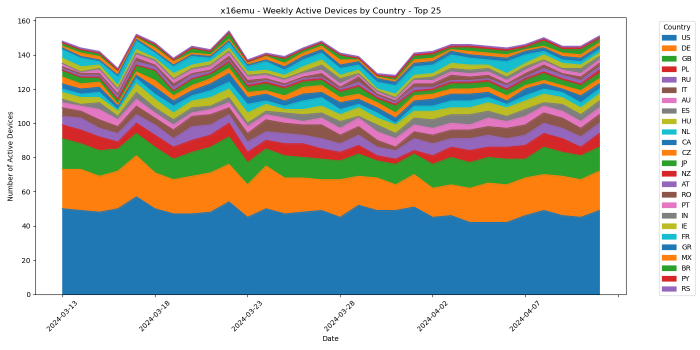 x16emu - Weekly Active Devices by Country - Top 25
Number of Active Devices
160
140
120
100
80
60
40
20
0
2024-03-13
2024-03-18
2024-03-23
2024-03-28
2024-04-02
2024-04-07
Date
Country
US
DE
GB
PL
RU
IT
AU
ES
HU
NL
CA
CZ
JP
NZ
AT
RO
PT
IN
IE
FR
GR
MX
BR
PY
RS